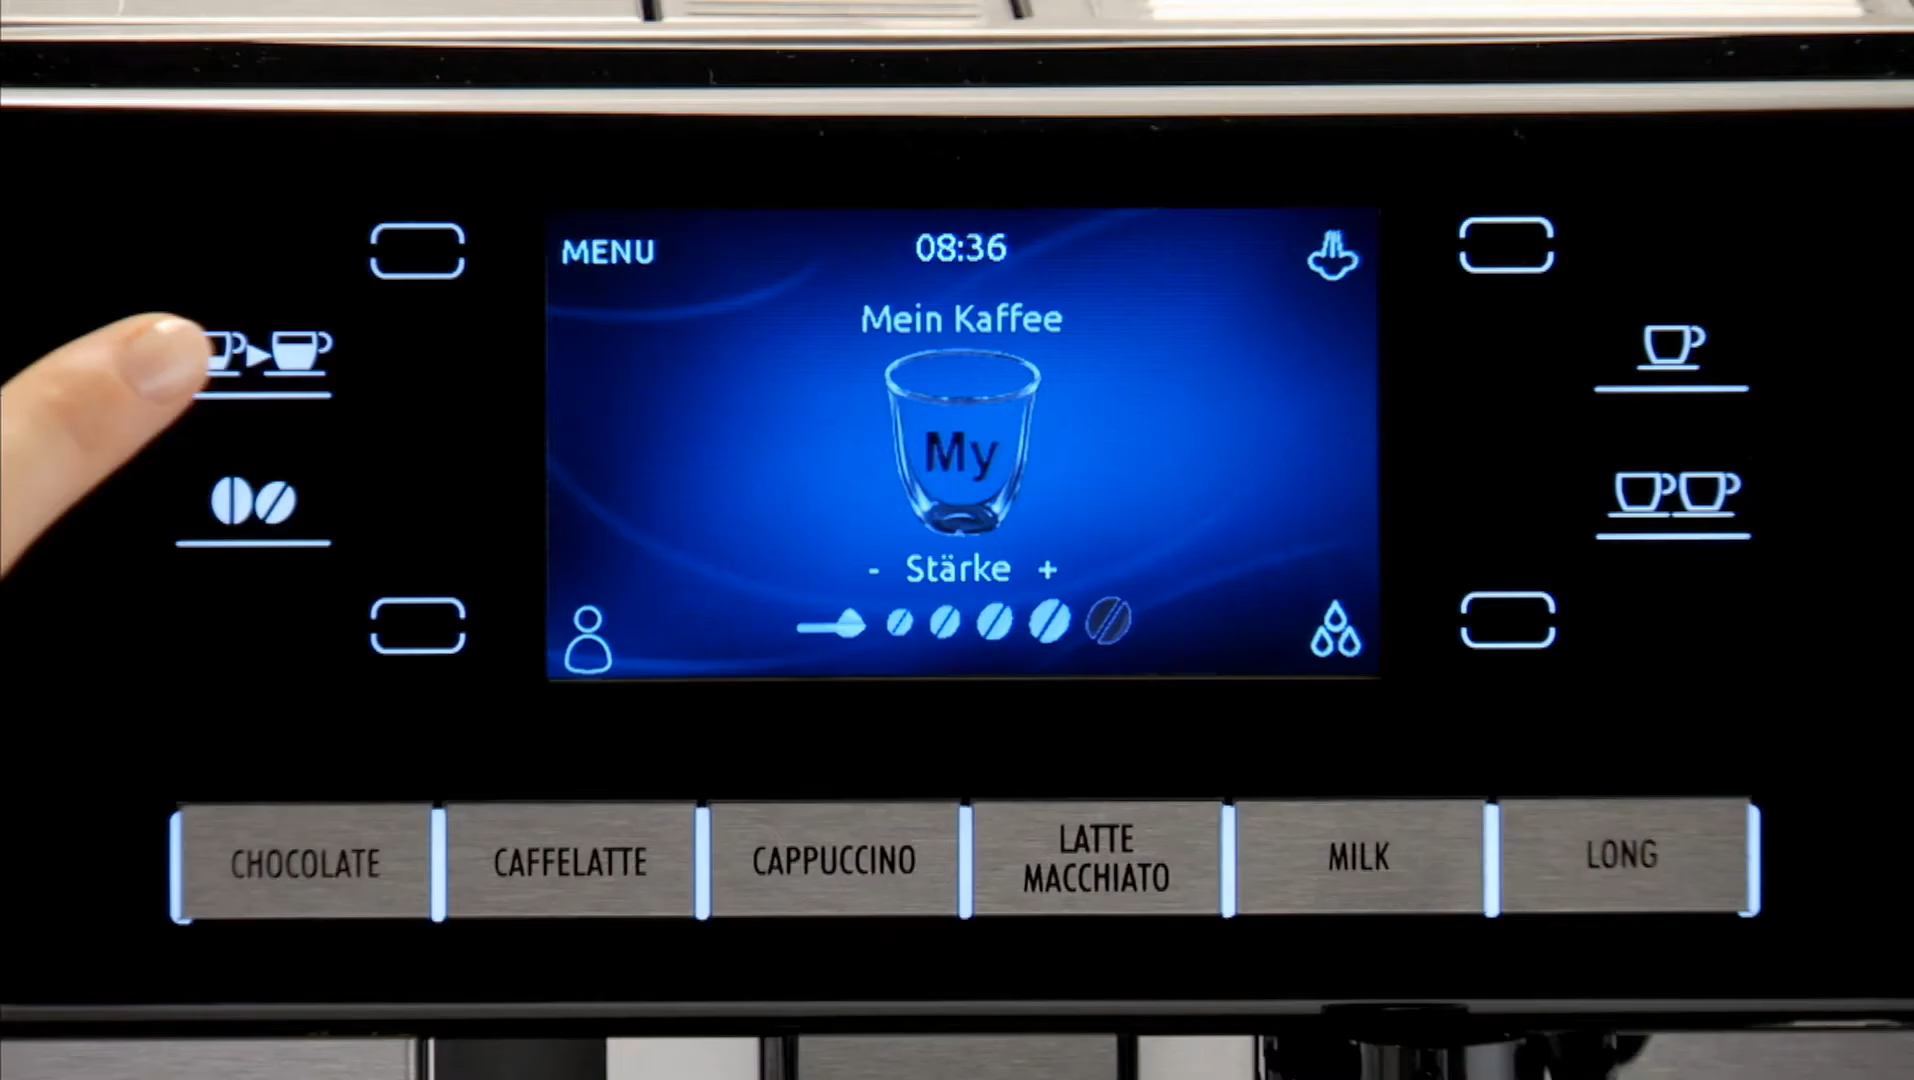 MENU
08:36
Mein Kaffee
My
- Stärke +
CHOCOLATE
CAFFELATTE
CAPPUCCINO
LATTE
MACCHIATO
MILK
LONG